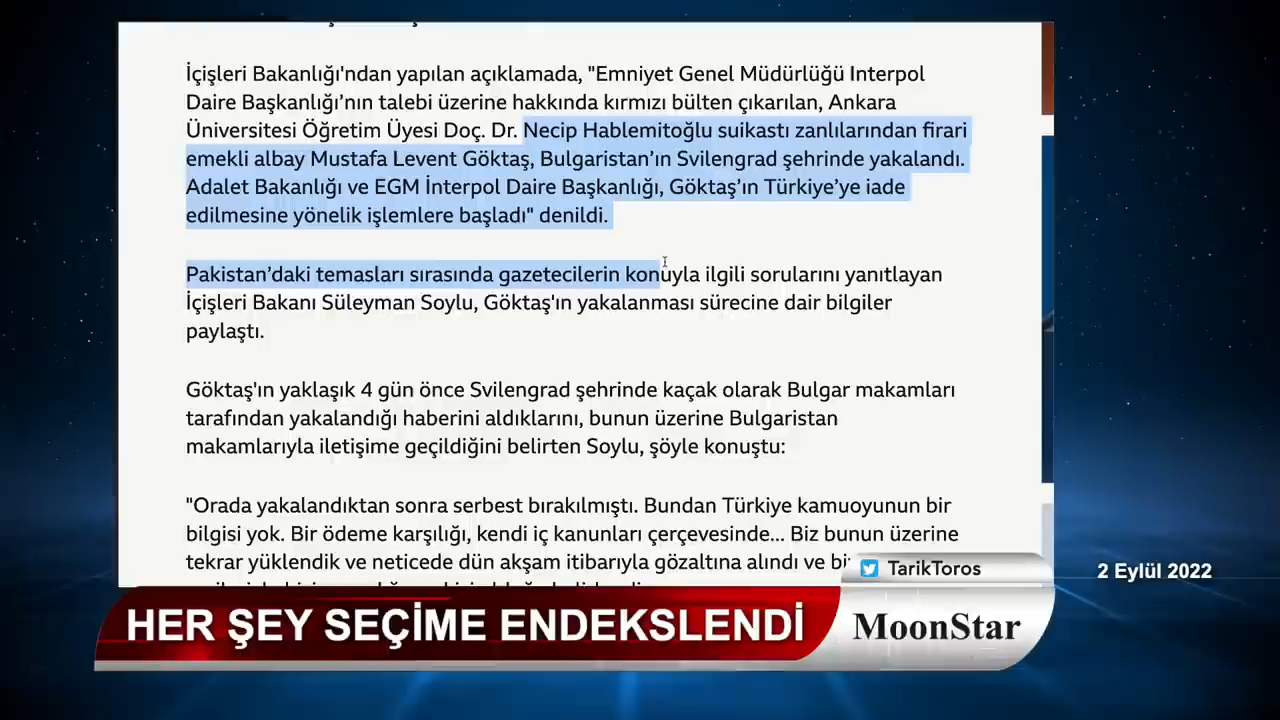 İçişleri Bakanlığı'ndan yapılan açıklamada, "Emniyet Genel Müdürlüğü Interpol
Daire Başkanlığı’nın talebi üzerine hakkında kırmızı bülten çıkarılan, Ankara
Üniversitesi Öğretim Üyesi Doç. Dr. Necip Hablemitoğlu suikastı zanlılarından firari
emekli albay Mustafa Levent Göktaş, Bulgaristan’ın Svilengrad şehrinde yakalandı.
Adalet Bakanlığı ve EGM İnterpol Daire Başkanlığı, Göktaş’ın Türkiye’ye iade
edilmesine yönelik işlemlere başladı" denildi.
Pakistan’daki temasları sırasında gazetecilerin konuyla ilgili sorularını yanıtlayan
İçişleri Bakanı Süleyman Soylu, Göktaş'ın yakalanması sürecine dair bilgiler
paylaştı.
Göktaş'ın yaklaşık 4 gün önce Svilengrad şehrinde kaçak olarak Bulgar makamları
tarafından yakalandığı haberini aldıklarını, bunun üzerine Bulgaristan
makamlarıyla iletişime geçildiğini belirten Soylu, şöyle konuştu:
"Orada yakalandıktan sonra serbest bırakılmıştı. Bundan Türkiye kamuoyunun bir
bilgisi yok. Bir ödeme karşılığı, kendi iç kanunları çerçevesinde... Biz bunun üzerine
tekrar yüklendik ve neticede dün akşam itibarıyla gözaltına alındı ve
TarikToros
2 Eylül 2022
HER ŞEY SEÇİME ENDEKSLENDİ
MoonStar